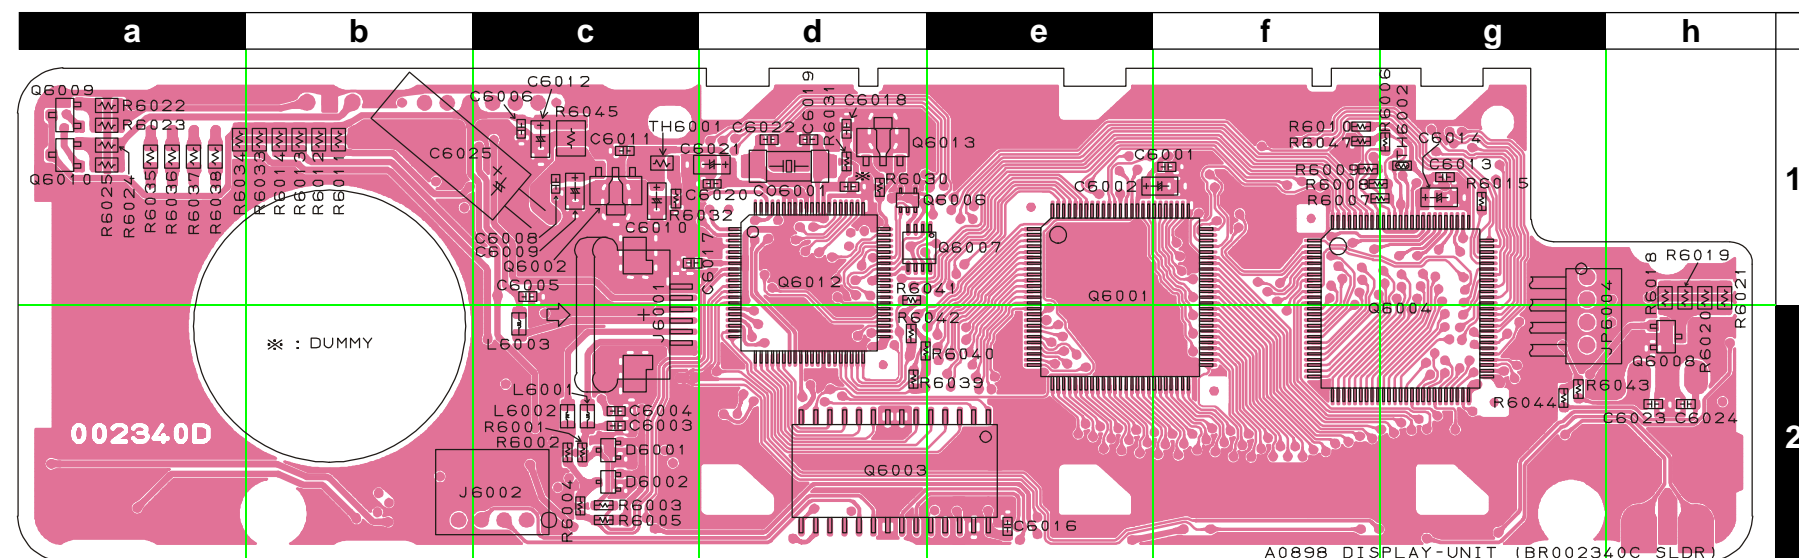 a b c d e f g h
1
2
Q6009
R6022
R6023
Q6010
R6025
R6024
R6035
R6036
R6037
R6038
R6034
R6033
R6014
R6013
R6012
R6011
C6006
C6012
R6045
C6011
C6025
TH6001
C6021
C6022
C6019
R6031
C6018
Q6013
C6020
CO6001
※
R6030
R6032
C6010
C6008
C6009
Q6002
C6005
C6017
J6001
L6003
Q6006
Q6007
Q6012
R6041
R6042
R6040
R6039
C6001
C6002
Q6001
R6010
R6047
R6009
R6008
R6007
R6006
TH6002
C6014
C6013
R6015
Q6004
JP6004
R6018
R6019
R6021
R6020
Q6008
R6043
R6044
C6023
C6024
※ : DUMMY
002340D
L6001
L6002
R6001
R6002
C6004
C6003
D6001
D6002
J6002
R6004
R6003
R6005
Q6003
C6016
A0898 DISPLAY-UNIT (BR002340C SLDR)